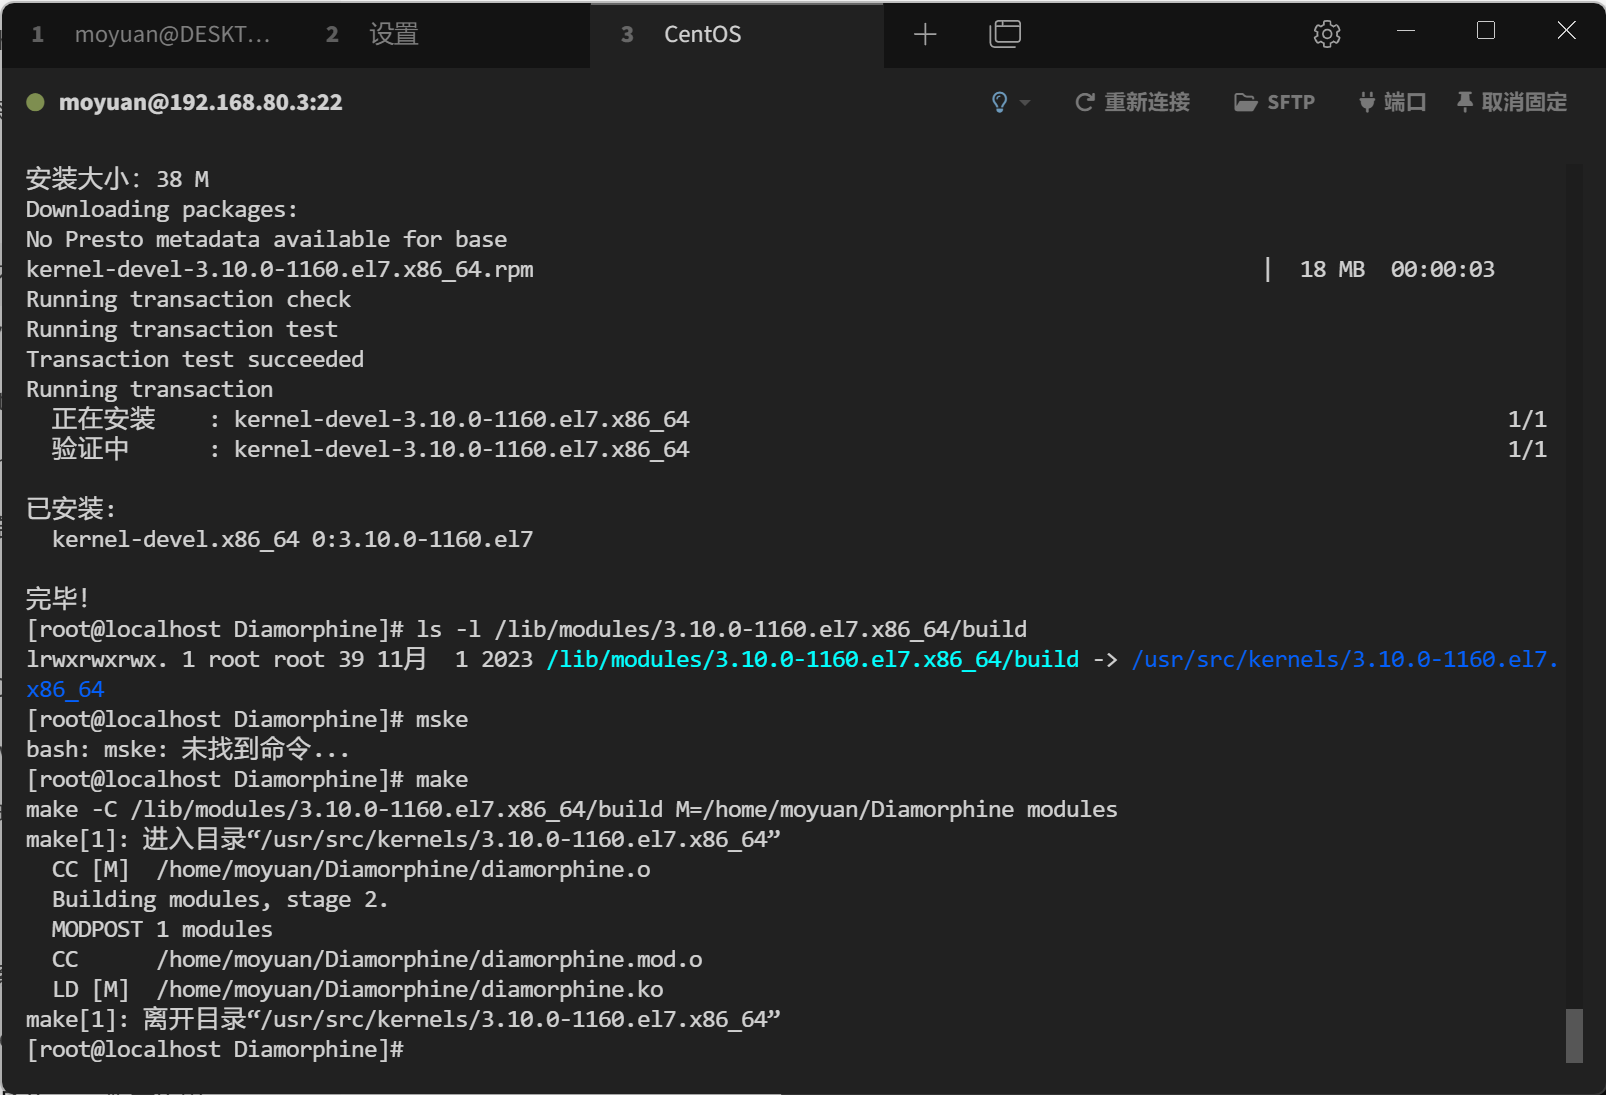 1 moyuan@DESKT... 2 设置 3 CentOS
moyuan@192.168.80.3:22 重新连接 SFTP 端口 取消固定
安装大小：38 M
Downloading packages:
No Presto metadata available for base
kernel-devel-3.10.0-1160.el7.x86_64.rpm | 18 MB 00:00:03
Running transaction check
Running transaction test
Transaction test succeeded
Running transaction
正在安装 : kernel-devel-3.10.0-1160.el7.x86_64 1/1
验证中 : kernel-devel-3.10.0-1160.el7.x86_64 1/1
已安装:
kernel-devel.x86_64 0:3.10.0-1160.el7
完毕！
[root@localhost Diamorphine]# ls -l /lib/modules/3.10.0-1160.el7.x86_64/build
lrwxrwxrwx. 1 root root 39 11月 1 2023 /lib/modules/3.10.0-1160.el7.x86_64/build -> /usr/src/kernels/3.10.0-1160.el7.
x86_64
[root@localhost Diamorphine]# mske
bash: mske: 未找到命令...
[root@localhost Diamorphine]# make
make -C /lib/modules/3.10.0-1160.el7.x86_64/build M=/home/moyuan/Diamorphine modules
make[1]: 进入目录“/usr/src/kernels/3.10.0-1160.el7.x86_64”
CC [M] /home/moyuan/Diamorphine/diamorphine.o
Building modules, stage 2.
MODPOST 1 modules
CC /home/moyuan/Diamorphine/diamorphine.mod.o
LD [M] /home/moyuan/Diamorphine/diamorphine.ko
make[1]: 离开目录“/usr/src/kernels/3.10.0-1160.el7.x86_64”
[root@localhost Diamorphine]#